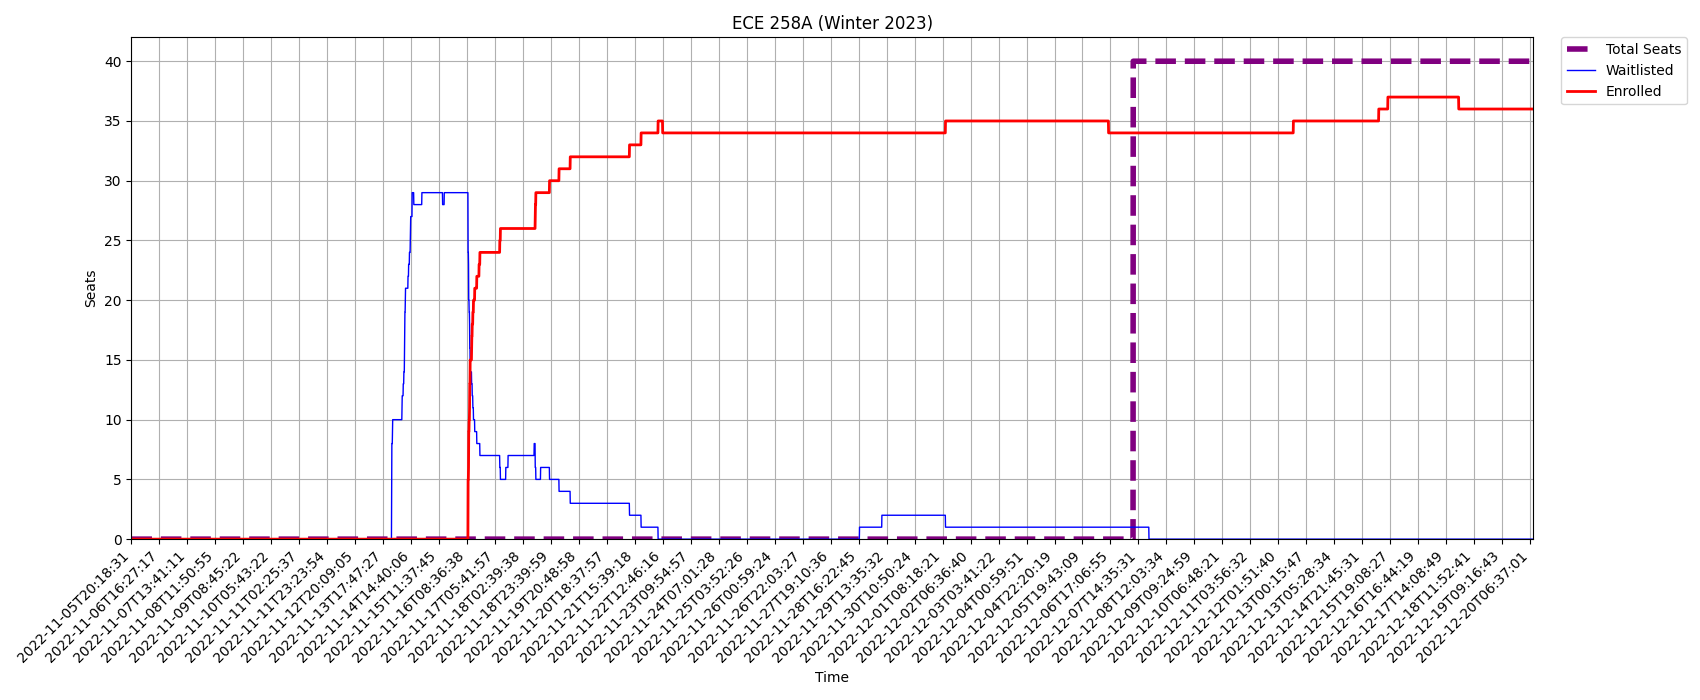 ECE 258A (Winter 2023)
Total Seats
Waitlisted
Enrolled
Seats
40
35
30
25
20
15
10
5
0
2022-11-05T20:18:31
2022-11-06T16:27:17
2022-11-07T13:41:11
2022-11-08T11:50:55
2022-11-09T08:45:22
2022-11-10T05:43:22
2022-11-11T02:25:37
2022-11-11T23:23:54
2022-11-12T20:09:05
2022-11-13T17:47:27
2022-11-14T14:40:06
2022-11-15T11:37:45
2022-11-16T08:36:38
2022-11-17T05:41:57
2022-11-18T02:39:38
2022-11-18T23:39:59
2022-11-19T20:48:58
2022-11-20T18:37:57
2022-11-21T15:39:18
2022-11-22T12:46:16
2022-11-23T09:54:57
2022-11-24T07:01:28
2022-11-25T03:52:26
2022-11-26T00:59:24
2022-11-26T22:03:27
2022-11-27T19:10:36
2022-11-28T16:22:45
2022-11-29T13:35:32
2022-11-30T10:50:24
2022-12-01T08:18:21
2022-12-02T06:36:40
2022-12-03T03:41:22
2022-12-04T00:59:51
2022-12-04T22:20:19
2022-12-05T19:43:09
2022-12-06T17:06:55
2022-12-07T14:35:31
2022-12-08T12:03:34
2022-12-09T09:24:59
2022-12-10T06:48:21
2022-12-11T03:56:32
2022-12-12T01:51:40
2022-12-13T00:15:47
2022-12-13T05:28:34
2022-12-14T21:45:31
2022-12-15T19:08:27
2022-12-16T16:44:19
2022-12-17T14:08:49
2022-12-18T11:52:41
2022-12-19T09:16:43
2022-12-20T06:37:01
Time